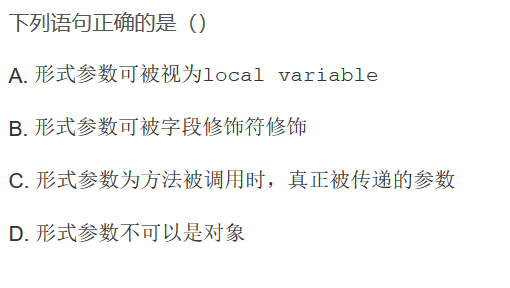 下列语句正确的是（）
A. 形式参数可被视为local variable
B. 形式参数可被字段修饰符修饰
C. 形式参数为方法被调用时，真正被传递的参数
D. 形式参数不可以是对象